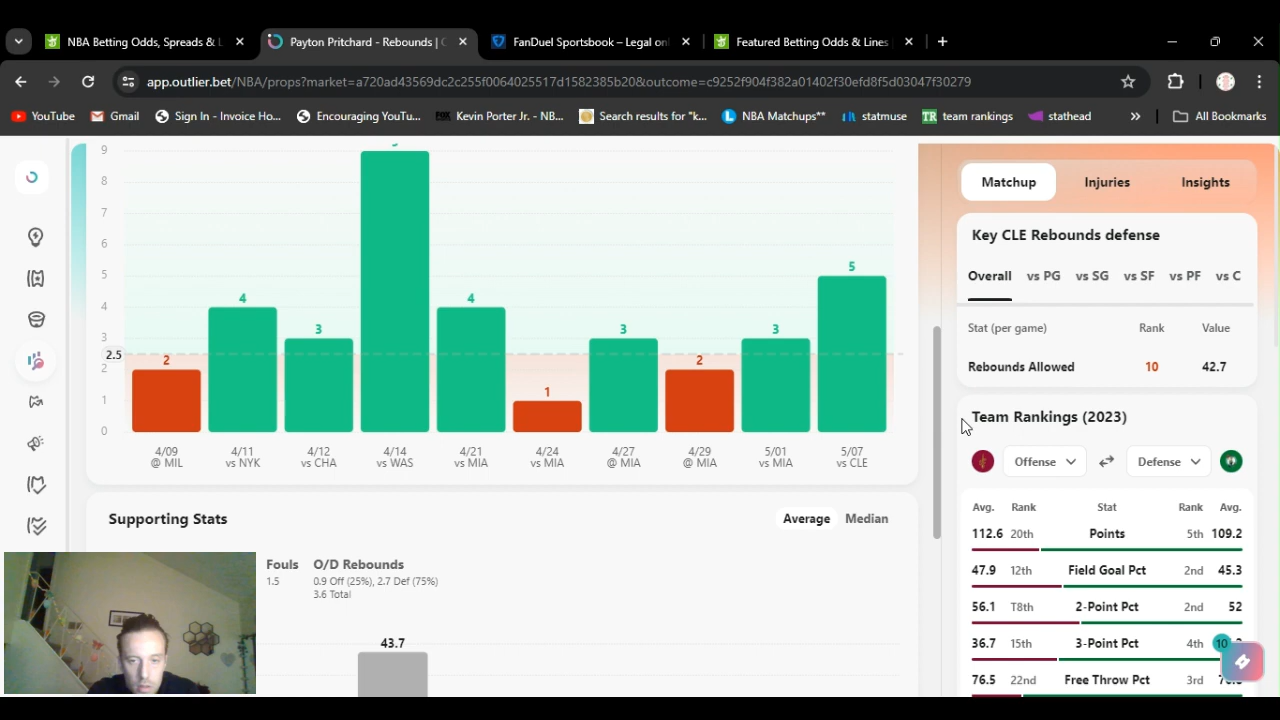 NBA Betting Odds, Spreads & L
Payton Pritchard - Rebounds | O
FanDuel Sportsbook – Legal onl
Featured Betting Odds & Lines
app.outlier.bet/NBA/props?market=a720ad43569dc2c255f0064025517d1582385b20&outcome=c9252f904f382a01402f30efd8f5d03047f30279
YouTube
Gmail
Sign In - Invoice Ho...
Encouraging YouTu...
FOX
Kevin Porter Jr. - NB...
Search results for "k...
NBA Matchups**
statmuse
TR
team rankings
stathead
All Bookmarks
9
8
7
6
5
4
3
2.5
2
1
0
2
4
3
4
1
3
2
3
5
4/09 4/11 4/12 4/14 4/21 4/24 4/27 4/29 5/01 5/07
@ MIL vs NYK vs CHA vs WAS vs MIA vs MIA @ MIA @ MIA vs MIA vs CLE
Supporting Stats
Average Median
Fouls
1.5
O/D Rebounds
0.9 Off (25%), 2.7 Def (75%)
3.6 Total
43.7
Matchup Injuries Insights
Key CLE Rebounds defense
Overall vs PG vs SG vs SF vs PF vs C
Stat (per game) Rank Value
Rebounds Allowed 10 42.7
Team Rankings (2023)
Offense Defense
Avg. Rank Stat Rank Avg.
112.6 20th Points 5th 109.2
47.9 12th Field Goal Pct 2nd 45.3
56.1 T8th 2-Point Pct 2nd 52
36.7 15th 3-Point Pct 4th
10
76.5 22nd Free Throw Pct 3rd